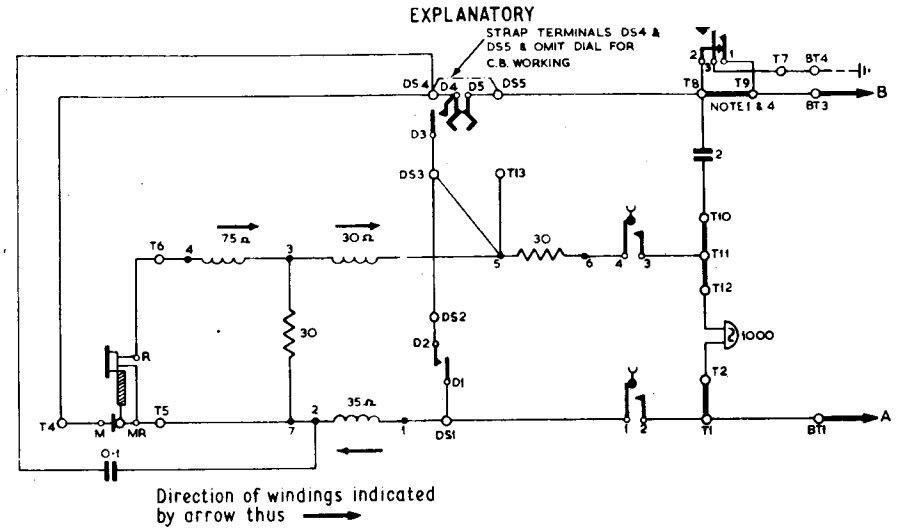 EXPLANATORY
STRAP TERMINALS DS4 &
DS5 & OMIT DIAL FOR
C.B. WORKING
2 3 1
T7 BT4
DS4 D4 D5 DS5
T8 T9
B
NOTE 1 & 4
BT3
D3
2
DS3
T13
T10
75Ω
30Ω
T6 4 3
30
T11
5 6 4 3
T12
DS2
30
D2
1000
R
T2
D1
35Ω
T4 M MR T5
7 2 1 DS1 1 2 T1 BT1 A
0·1
Direction of windings indicated
by arrow thus